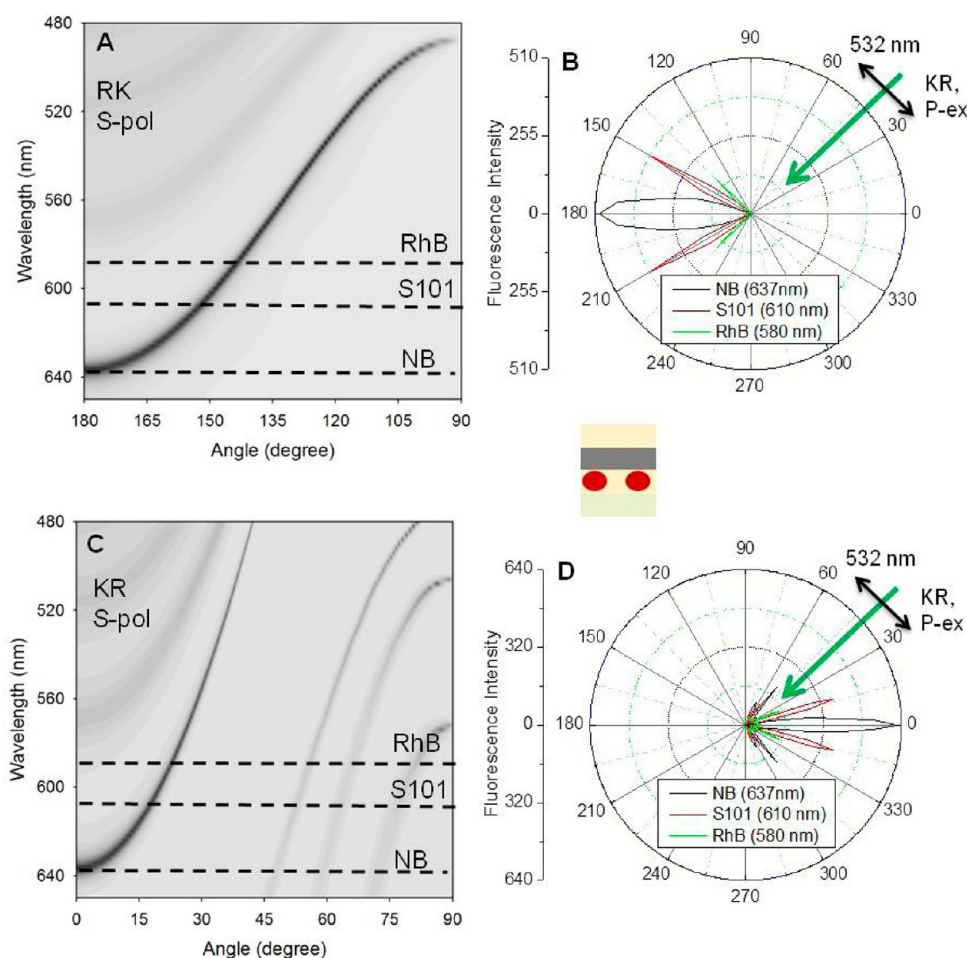 A
RK
S-pol
RhB
S101
NB
480
520
560
600
640
Wavelength (nm)
180
165
150
135
120
105
90
Angle (degree)
B
532 nm
KR,
P-ex
510
255
0
255
510
Fluorescence Intensity
90
60
30
0
330
300
270
240
210
180
150
120
NB (637nm)
S101 (610 nm)
RhB (580 nm)
C
KR
S-pol
RhB
S101
NB
480
520
560
600
640
Wavelength (nm)
0
15
30
45
60
75
90
Angle (degree)
D
532 nm
KR,
P-ex
640
320
0
320
640
Fluorescence Intensity
90
60
30
0
330
300
270
240
210
180
150
120
NB (637nm)
S101 (610 nm)
RhB (580 nm)